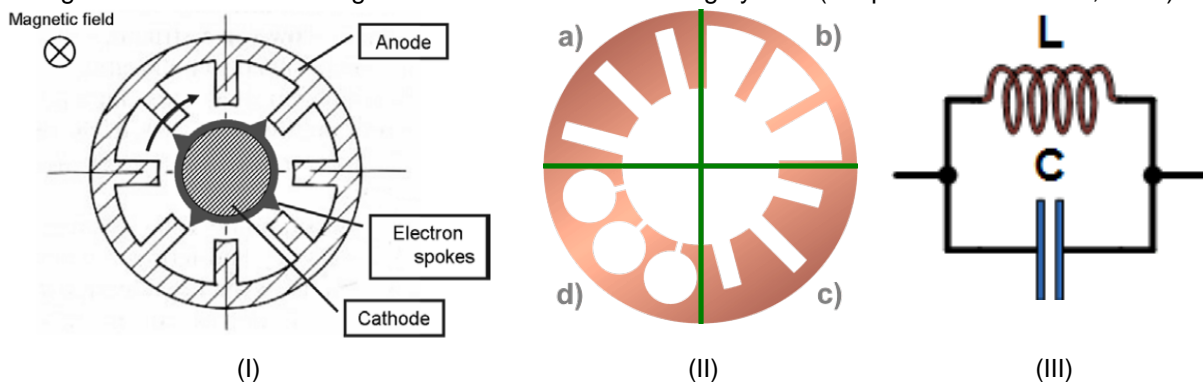 Magnetic field
Anode
Electron
spokes
Cathode
(I)
a)
b)
c)
d)
(II)
L
C
(III)